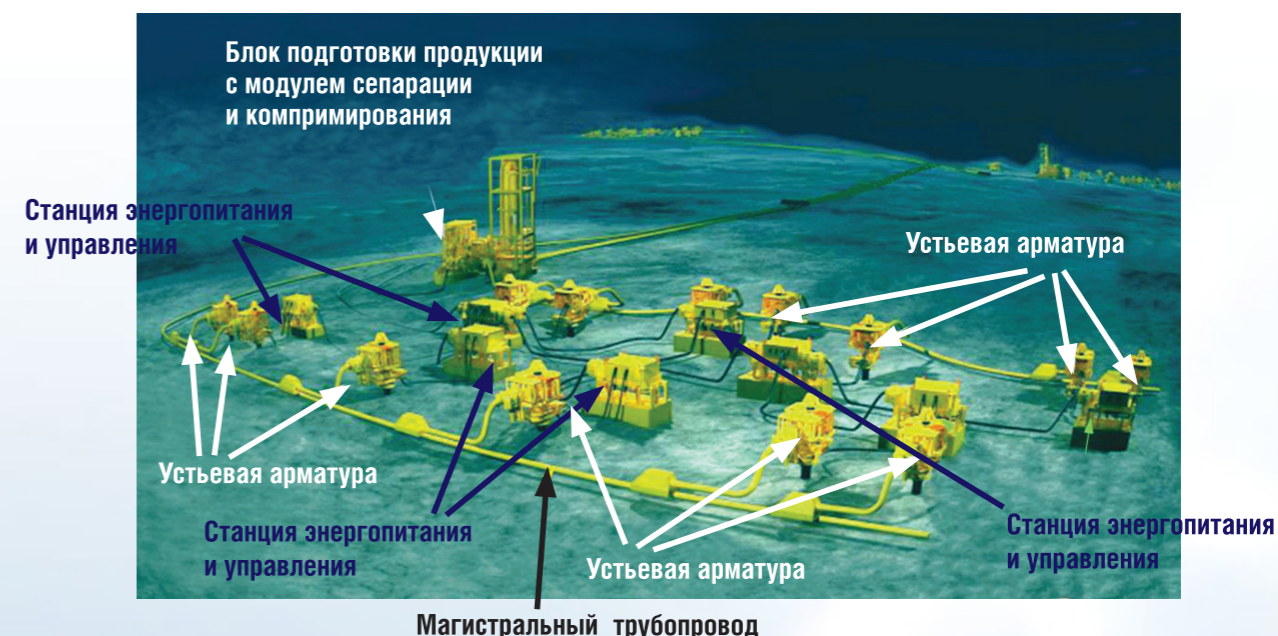 Блок подготовки продукции
с модулем сепарации
и компримирования
Станция энергопитания
и управления
Устьевая арматура
Устьевая арматура
Станция энергопитания
и управления
Устьевая арматура
Станция энергопитания
и управления
Магистральный трубопровод